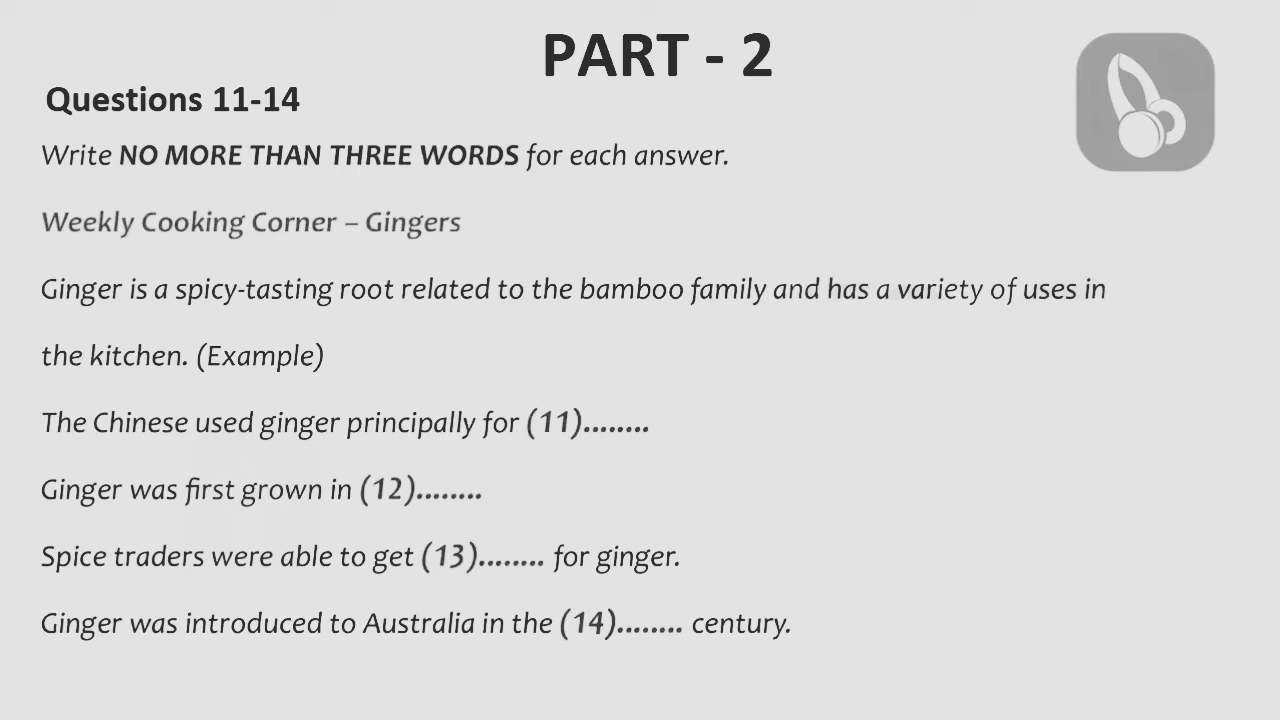 PART - 2
Questions 11-14
Write NO MORE THAN THREE WORDS for each answer.
Weekly Cooking Corner – Gingers
Ginger is a spicy-tasting root related to the bamboo family and has a variety of uses in
the kitchen. (Example)
The Chinese used ginger principally for (11)........
Ginger was first grown in (12)........
Spice traders were able to get (13)........ for ginger.
Ginger was introduced to Australia in the (14)........ century.